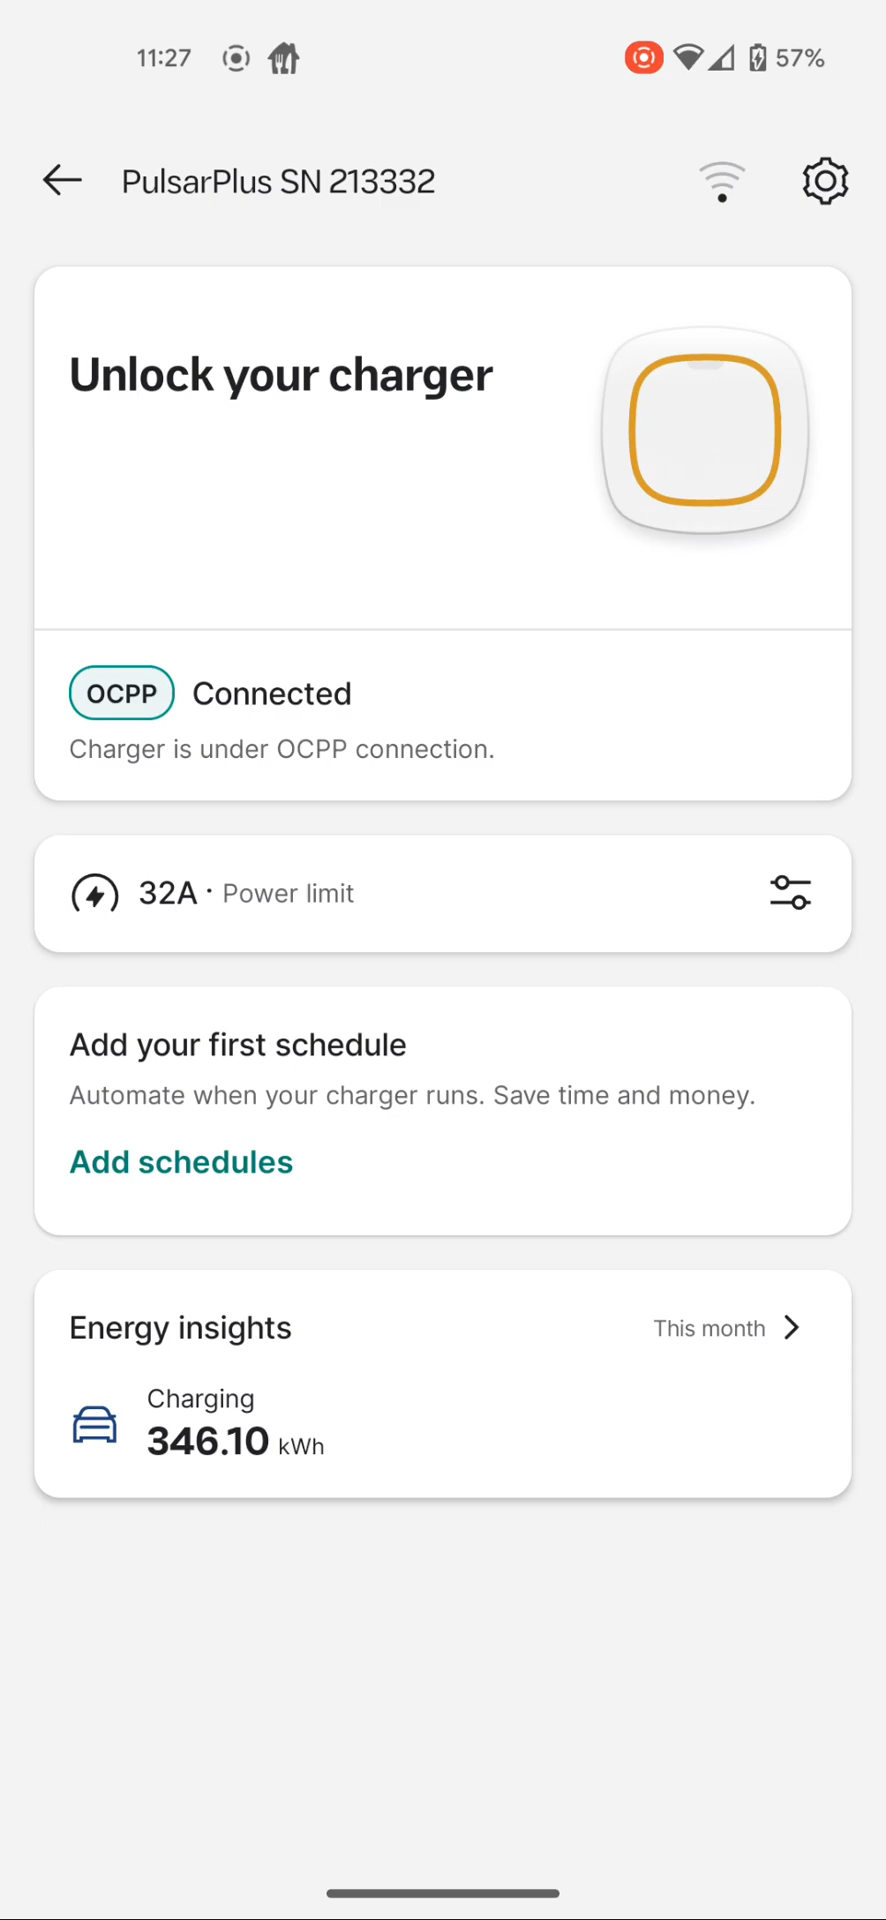 11:27
57%
PulsarPlus SN 213332
Unlock your charger
OCPP Connected
Charger is under OCPP connection.
32A · Power limit
Add your first schedule
Automate when your charger runs. Save time and money.
Add schedules
Energy insights
This month
Charging
346.10 kWh